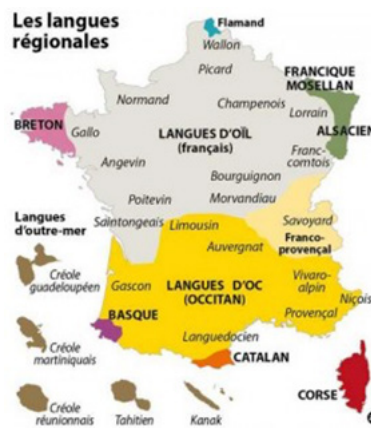 Les langues
régionales
Flamand
Wallon
Picard
FRANCIQUE
MOSELLAN
Normand
Champenois
Lorrain
BRETON
Gallo
LANGUES D'OÏL
(français)
ALSACIEN
Franc-
comtois
Angevin
Bourguignon
Morvandiau
Poitevin
Saintongeais
Limousin
Savoyard
Langues
d'outre-mer
Auvergnat
Franco-
provençal
Créole
guadeloupéen
Gascon
LANGUES D'OC
(OCCITAN)
Vivaro-
alpin
Niçois
Provençal
BASQUE
Languedocien
Créole
martiniquais
CATALAN
CORSE
Créole
réunionnais
Tahitien
Kanak